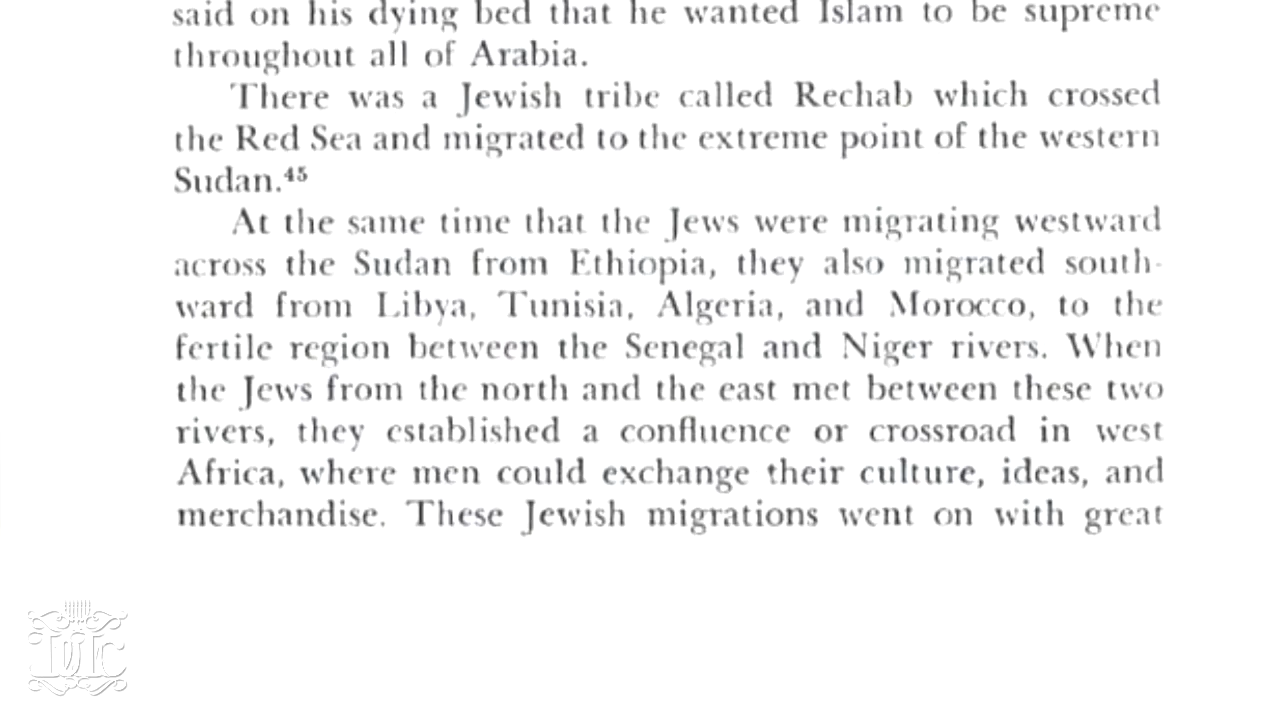 said on his dying bed that he wanted Islam to be supreme
throughout all of Arabia.
There was a Jewish tribe called Rechab which crossed
the Red Sea and migrated to the extreme point of the western
Sudan.⁴⁵
At the same time that the Jews were migrating westward
across the Sudan from Ethiopia, they also migrated south-
ward from Libya, Tunisia, Algeria, and Morocco, to the
fertile region between the Senegal and Niger rivers. When
the Jews from the north and the east met between these two
rivers, they established a confluence or crossroad in west
Africa, where men could exchange their culture, ideas, and
merchandise. These Jewish migrations went on with great